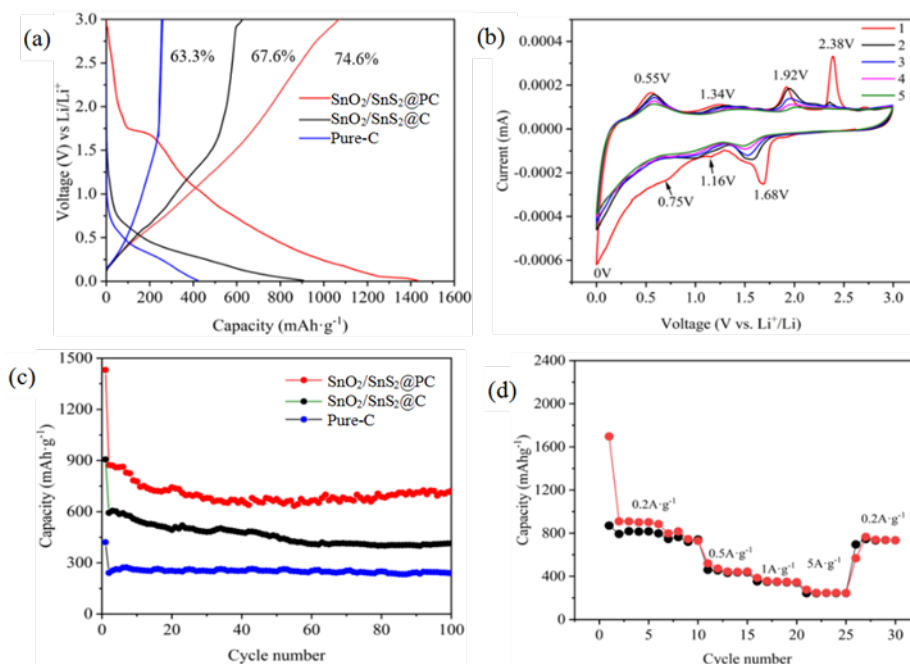 (a)
63.3%
67.6%
74.6%
SnO₂/SnS₂@PC
SnO₂/SnS₂@C
Pure-C
Voltage (V) vs Li/Li⁺
3.0
2.5
2.0
1.5
1.0
0.5
0.0
0 200 400 600 800 1000 1200 1400 1600
Capacity (mAh·g⁻¹)
(b)
0.55V
1.34V
1.92V
2.38V
1
2
3
4
5
0.75V
1.16V
1.68V
0V
Current (mA)
0.0004
0.0002
0.0000
-0.0002
-0.0004
-0.0006
0.0 0.5 1.0 1.5 2.0 2.5 3.0
Voltage (V vs. Li⁺/Li)
(c)
SnO₂/SnS₂@PC
SnO₂/SnS₂@C
Pure-C
Capacity (mAh·g⁻¹)
1500
1200
900
600
300
0
0 20 40 60 80 100
Cycle number
(d)
0.2A·g⁻¹
0.5A·g⁻¹
1A·g⁻¹
5A·g⁻¹
0.2A·g⁻¹
Capacity (mAhg⁻¹)
2400
2000
1600
1200
800
400
0
0 5 10 15 20 25 30
Cycle number